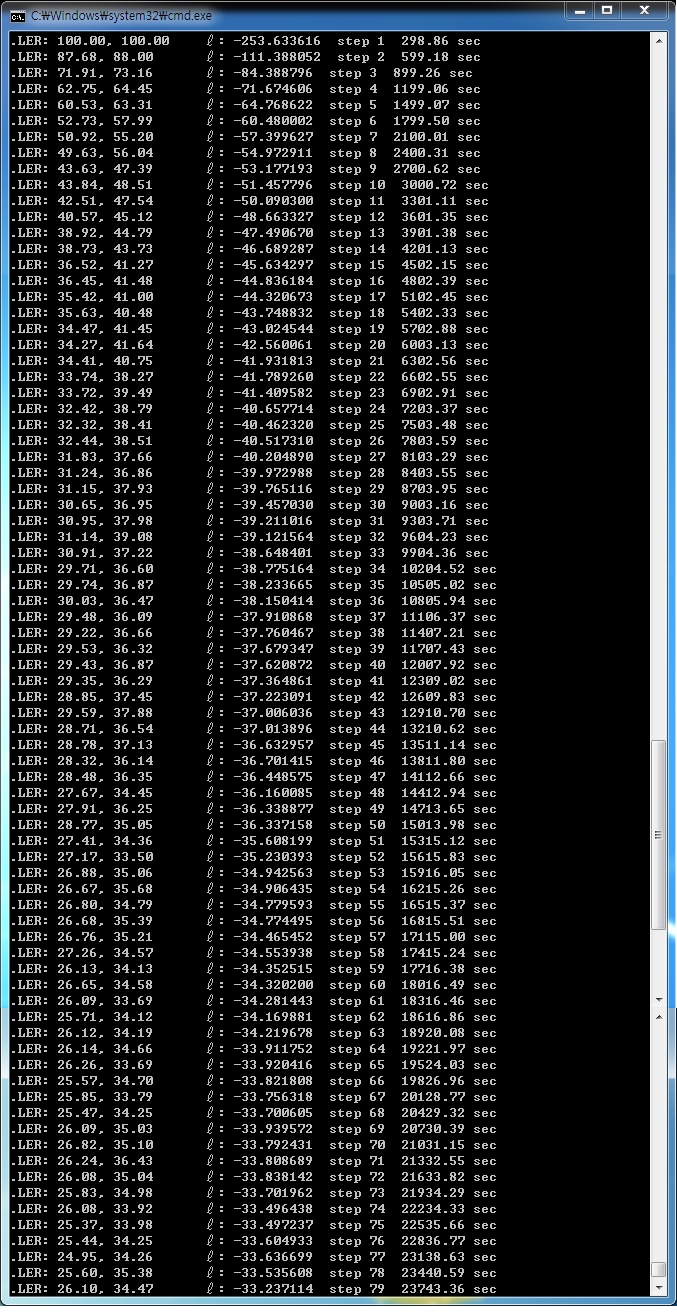 C:₩Windows₩system32₩cmd.exe
.LER: 100.00, 100.00 ℓ: -253.633616 step 1 298.86 sec
.LER: 87.68, 88.00 ℓ: -111.388052 step 2 599.18 sec
.LER: 71.91, 73.16 ℓ: -84.388796 step 3 899.26 sec
.LER: 62.75, 64.45 ℓ: -71.674606 step 4 1199.06 sec
.LER: 60.53, 63.31 ℓ: -64.768622 step 5 1499.07 sec
.LER: 52.73, 57.99 ℓ: -60.480002 step 6 1799.50 sec
.LER: 50.92, 55.20 ℓ: -57.399627 step 7 2100.01 sec
.LER: 49.63, 56.04 ℓ: -54.972911 step 8 2400.31 sec
.LER: 43.63, 47.39 ℓ: -53.177193 step 9 2700.62 sec
.LER: 43.84, 48.51 ℓ: -51.457796 step 10 3000.72 sec
.LER: 42.51, 47.54 ℓ: -50.090300 step 11 3301.11 sec
.LER: 40.57, 45.12 ℓ: -48.663327 step 12 3601.35 sec
.LER: 38.92, 44.79 ℓ: -47.490670 step 13 3901.38 sec
.LER: 38.73, 43.73 ℓ: -46.689287 step 14 4201.13 sec
.LER: 36.52, 41.27 ℓ: -45.634297 step 15 4502.15 sec
.LER: 36.45, 41.48 ℓ: -44.836184 step 16 4802.39 sec
.LER: 35.42, 41.00 ℓ: -44.320673 step 17 5102.45 sec
.LER: 35.63, 40.48 ℓ: -43.748832 step 18 5402.33 sec
.LER: 34.47, 41.45 ℓ: -43.024544 step 19 5702.88 sec
.LER: 34.27, 41.64 ℓ: -42.560061 step 20 6003.13 sec
.LER: 34.41, 40.75 ℓ: -41.931813 step 21 6302.56 sec
.LER: 33.74, 38.27 ℓ: -41.789260 step 22 6602.55 sec
.LER: 33.72, 39.49 ℓ: -41.409582 step 23 6902.91 sec
.LER: 32.42, 38.79 ℓ: -40.657714 step 24 7203.37 sec
.LER: 32.32, 38.41 ℓ: -40.462320 step 25 7503.48 sec
.LER: 32.44, 38.51 ℓ: -40.517310 step 26 7803.59 sec
.LER: 31.83, 37.66 ℓ: -40.204890 step 27 8103.29 sec
.LER: 31.24, 36.86 ℓ: -39.972988 step 28 8403.55 sec
.LER: 31.15, 37.93 ℓ: -39.765116 step 29 8703.95 sec
.LER: 30.65, 36.95 ℓ: -39.457030 step 30 9003.16 sec
.LER: 30.95, 37.98 ℓ: -39.211016 step 31 9303.71 sec
.LER: 31.14, 39.08 ℓ: -39.121564 step 32 9604.23 sec
.LER: 30.91, 37.22 ℓ: -38.648401 step 33 9904.36 sec
.LER: 29.71, 36.60 ℓ: -38.775164 step 34 10204.52 sec
.LER: 29.74, 36.87 ℓ: -38.233665 step 35 10505.02 sec
.LER: 30.03, 36.47 ℓ: -38.150414 step 36 10805.94 sec
.LER: 29.48, 36.09 ℓ: -37.910868 step 37 11106.37 sec
.LER: 29.22, 36.66 ℓ: -37.760467 step 38 11407.21 sec
.LER: 29.53, 36.32 ℓ: -37.679347 step 39 11707.43 sec
.LER: 29.43, 36.87 ℓ: -37.620872 step 40 12007.92 sec
.LER: 29.35, 36.29 ℓ: -37.364861 step 41 12309.02 sec
.LER: 28.85, 37.45 ℓ: -37.223091 step 42 12609.83 sec
.LER: 29.59, 37.88 ℓ: -37.006036 step 43 12910.70 sec
.LER: 28.71, 36.54 ℓ: -37.013896 step 44 13210.62 sec
.LER: 28.78, 37.13 ℓ: -36.632957 step 45 13511.14 sec
.LER: 28.32, 36.14 ℓ: -36.701415 step 46 13811.80 sec
.LER: 28.48, 36.35 ℓ: -36.448575 step 47 14112.66 sec
.LER: 27.67, 34.45 ℓ: -36.160085 step 48 14412.94 sec
.LER: 27.91, 36.25 ℓ: -36.338877 step 49 14713.65 sec
.LER: 28.77, 35.05 ℓ: -36.337158 step 50 15013.98 sec
.LER: 27.41, 34.36 ℓ: -35.608199 step 51 15315.12 sec
.LER: 27.17, 33.50 ℓ: -35.230393 step 52 15615.83 sec
.LER: 26.88, 35.06 ℓ: -34.942563 step 53 15916.05 sec
.LER: 26.67, 35.68 ℓ: -34.906435 step 54 16215.26 sec
.LER: 26.80, 34.79 ℓ: -34.779593 step 55 16515.37 sec
.LER: 26.68, 35.39 ℓ: -34.774495 step 56 16815.51 sec
.LER: 26.76, 35.21 ℓ: -34.465452 step 57 17115.00 sec
.LER: 27.26, 34.57 ℓ: -34.553938 step 58 17415.24 sec
.LER: 26.13, 34.13 ℓ: -34.352515 step 59 17716.38 sec
.LER: 26.65, 34.58 ℓ: -34.320200 step 60 18016.49 sec
.LER: 26.09, 33.69 ℓ: -34.281443 step 61 18316.46 sec
.LER: 25.71, 34.12 ℓ: -34.169881 step 62 18616.86 sec
.LER: 26.12, 34.19 ℓ: -34.219678 step 63 18920.08 sec
.LER: 26.14, 34.66 ℓ: -33.911752 step 64 19221.97 sec
.LER: 26.26, 33.69 ℓ: -33.920416 step 65 19524.03 sec
.LER: 25.57, 34.70 ℓ: -33.821808 step 66 19826.96 sec
.LER: 25.85, 33.79 ℓ: -33.756318 step 67 20128.77 sec
.LER: 25.47, 34.25 ℓ: -33.700605 step 68 20429.32 sec
.LER: 26.09, 35.03 ℓ: -33.939572 step 69 20730.39 sec
.LER: 26.82, 35.10 ℓ: -33.792431 step 70 21031.15 sec
.LER: 26.24, 36.43 ℓ: -33.808689 step 71 21332.55 sec
.LER: 26.08, 35.04 ℓ: -33.838142 step 72 21633.82 sec
.LER: 25.83, 34.98 ℓ: -33.701962 step 73 21934.29 sec
.LER: 26.08, 33.92 ℓ: -33.496438 step 74 22234.33 sec
.LER: 25.37, 33.98 ℓ: -33.497237 step 75 22535.66 sec
.LER: 25.44, 34.25 ℓ: -33.604933 step 76 22836.77 sec
.LER: 24.95, 34.26 ℓ: -33.636699 step 77 23138.63 sec
.LER: 25.60, 35.38 ℓ: -33.535608 step 78 23440.59 sec
.LER: 26.10, 34.47 ℓ: -33.237114 step 79 23743.36 sec